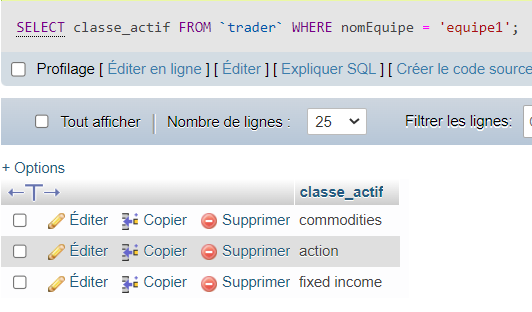 SELECT classe_actif FROM `trader` WHERE nomEquipe = 'equipe1';
Profilage [ Éditer en ligne ] [ Éditer ] [ Expliquer SQL ] [ Créer le code source
Tout afficher Nombre de lignes : 25 Filtrer les lignes:
+ Options
←T→ classe_actif
Éditer Copier Supprimer commodities
Éditer Copier Supprimer action
Éditer Copier Supprimer fixed income